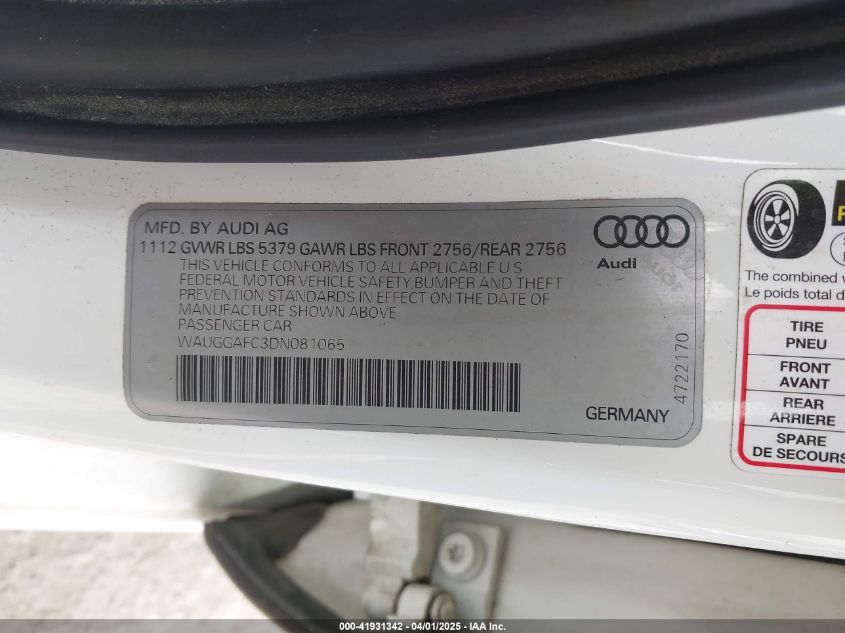 MFD. BY AUDI AG
1112 GVWR LBS 5379 GAWR LBS FRONT 2756/REAR 2756
THIS VEHICLE CONFORMS TO ALL APPLICABLE U.S.
FEDERAL MOTOR VEHICLE SAFETY, BUMPER AND THEFT
PREVENTION STANDARDS IN EFFECT ON THE DATE OF
MANUFACTURE SHOWN ABOVE
PASSENGER CAR
WAUGGAFC3DN081065
GERMANY
Audi
Audi
4722170
The combined
Le poids total
TIRE
PNEU
FRONT
AVANT
REAR
ARRIERE
SPARE
DE SECOURS
000-41931342 - 04/01/2025 - IAAI.com